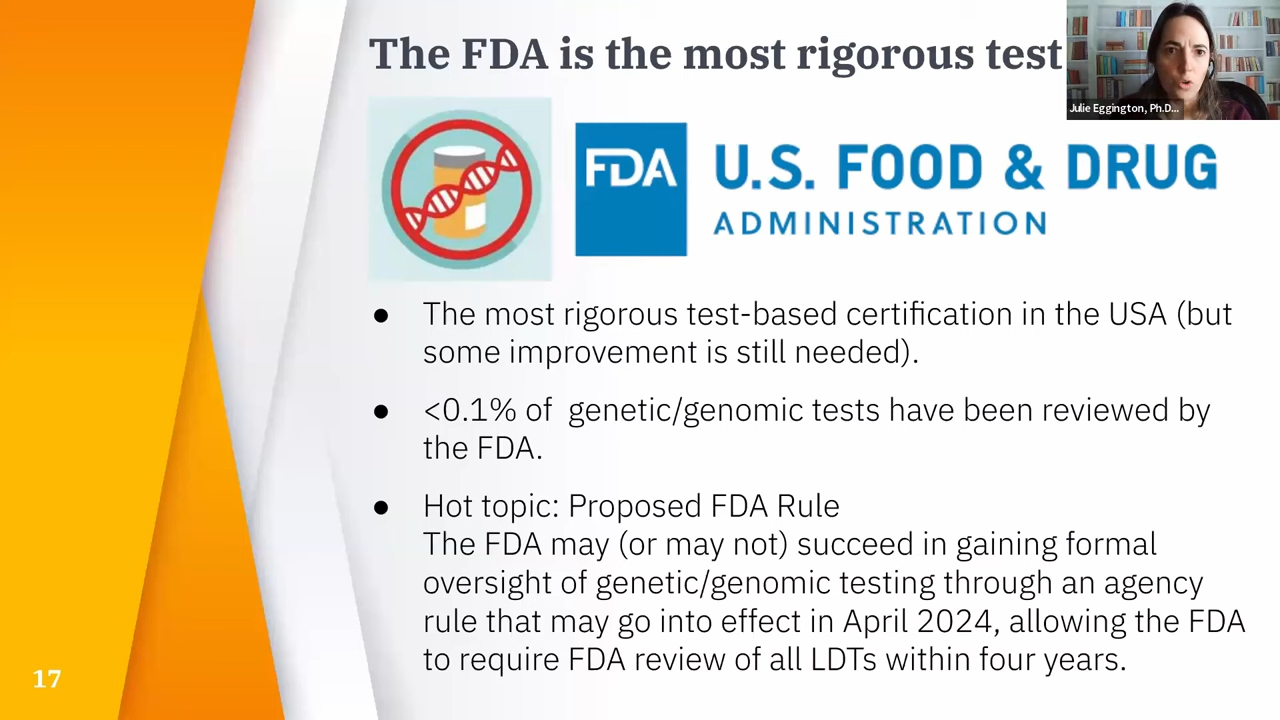 The FDA is the most rigorous test
Julie Eggington, Ph.D...
FDA
U.S. FOOD & DRUG
ADMINISTRATION
● The most rigorous test-based certification in the USA (but
some improvement is still needed).
● <0.1% of genetic/genomic tests have been reviewed by
the FDA.
● Hot topic: Proposed FDA Rule
The FDA may (or may not) succeed in gaining formal
oversight of genetic/genomic testing through an agency
rule that may go into effect in April 2024, allowing the FDA
to require FDA review of all LDTs within four years.
17